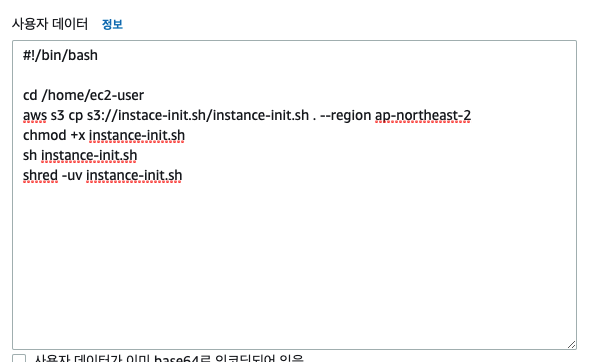 사용자 데이터 정보
#!/bin/bash
cd /home/ec2-user
aws s3 cp s3://instace-init.sh/instance-init.sh . --region ap-northeast-2
chmod +x instance-init.sh
sh instance-init.sh
shred -uv instance-init.sh
사용자 데이터가 이미 base64로 인코딩되어 있음